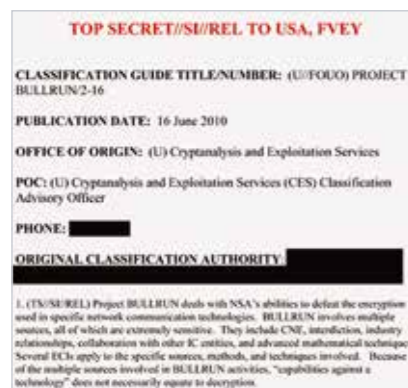 TOP SECRET//SI//REL TO USA, FVEY
CLASSIFICATION GUIDE TITLE/NUMBER: (U//FOUO) PROJECT
BULLRUN/2-16
PUBLICATION DATE: 16 June 2010
OFFICE OF ORIGIN: (U) Cryptanalysis and Exploitation Services
POC: (U) Cryptanalysis and Exploitation Services (CES) Classification
Advisory Officer
PHONE:
ORIGINAL CLASSIFICATION AUTHORITY:
1. (TS//SI//REL) Project BULLRUN deals with NSA's abilities to defeat the encryption
used in specific network communication technologies. BULLRUN involves multiple
sources, all of which are extremely sensitive. They include CNE, interdiction, industry
relationships, collaboration with other IC entities, and advanced mathematical technique
Several ECIs apply to the specific sources, methods, and techniques involved. Because
of the multiple sources involved in BULLRUN activities, "capabilities against a
technology" does not necessarily equate to decryption.